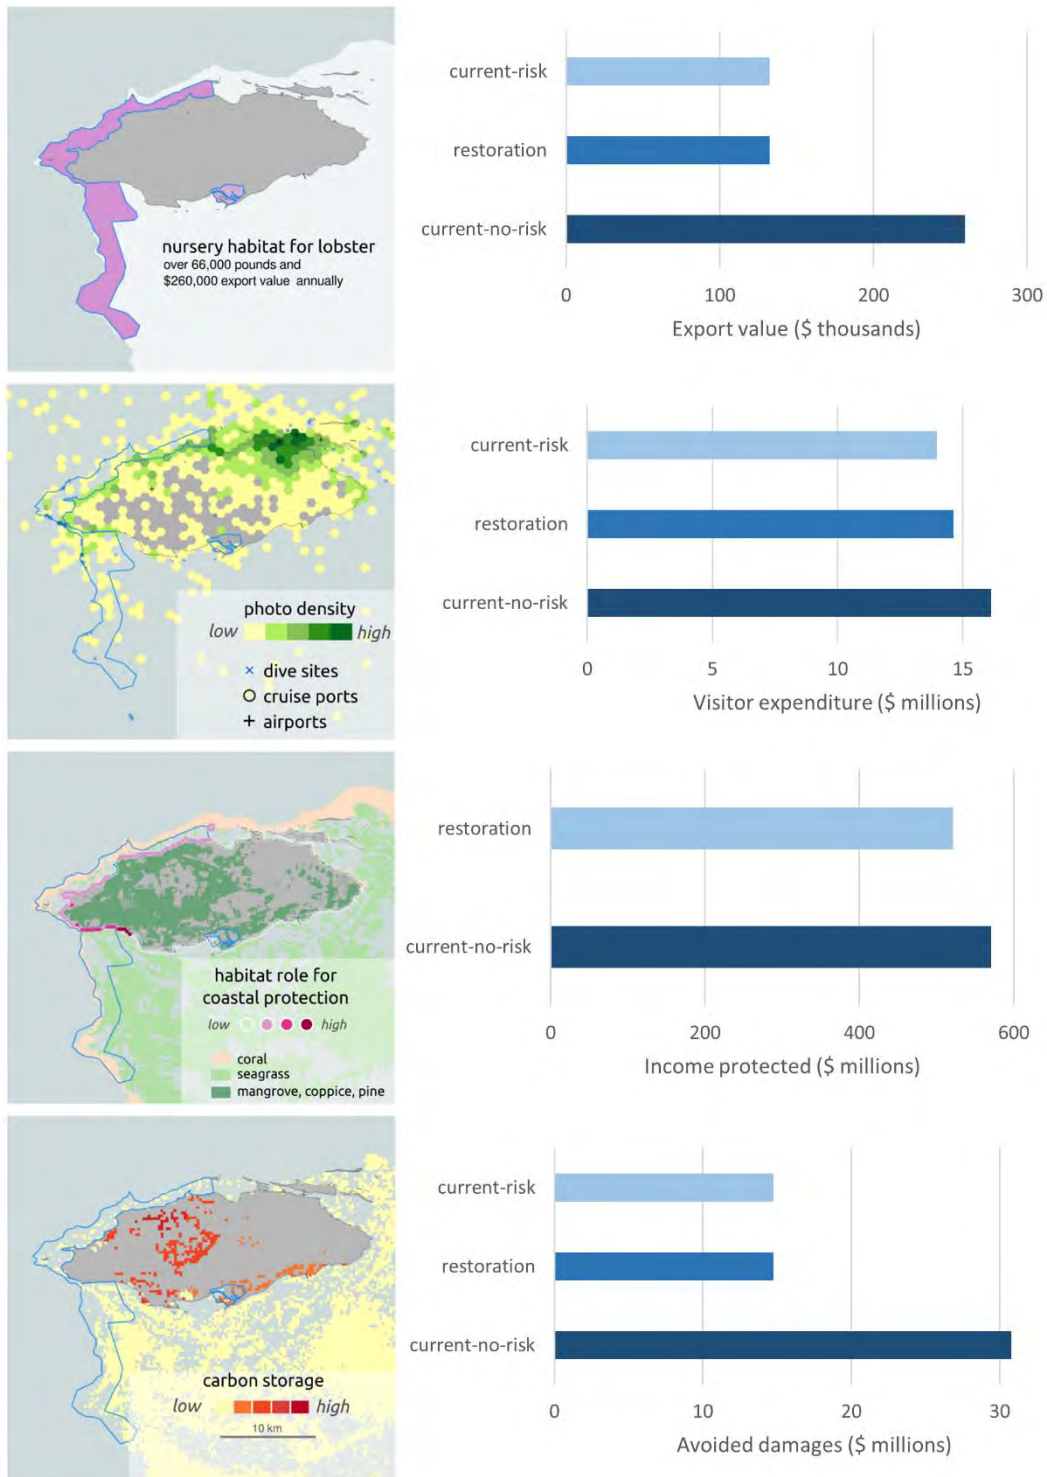 current-risk
restoration
current-no-risk
nursery habitat for lobster
over 66,000 pounds and
$260,000 export value annually
0 100 200 300
Export value ($ thousands)
current-risk
restoration
current-no-risk
photo density
low high
dive sites
cruise ports
airports
0 5 10 15
Visitor expenditure ($ millions)
restoration
current-no-risk
habitat role for
coastal protection
low high
coral
seagrass
mangrove, coppice, pine
0 200 400 600
Income protected ($ millions)
current-risk
restoration
current-no-risk
carbon storage
low high
10 km
0 10 20 30
Avoided damages ($ millions)